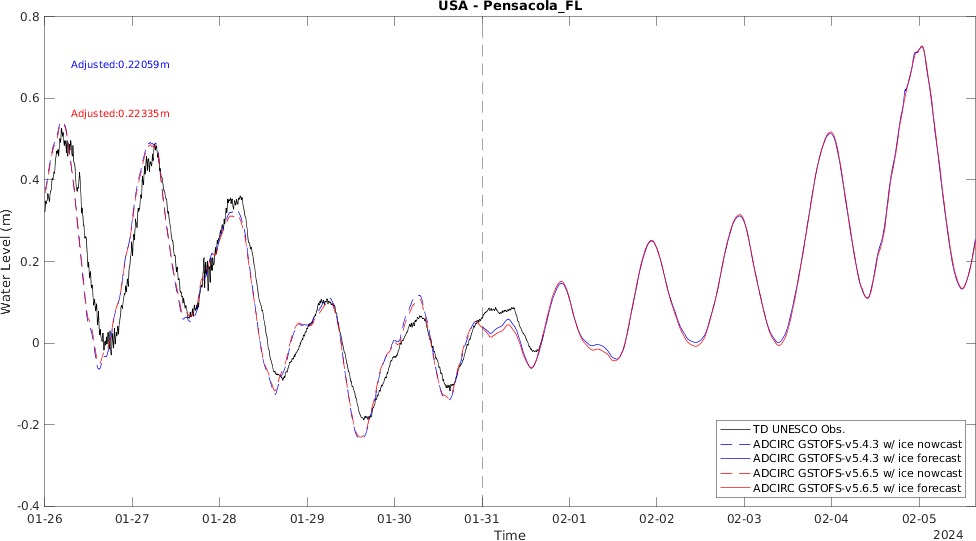 USA - Pensacola_FL
0.8
0.6
0.4
0.2
0
-0.2
-0.4
Water Level (m)
Adjusted:0.22059m
Adjusted:0.22335m
TD UNESCO Obs.
ADCIRC GSTOFS-v5.4.3 w/ ice nowcast
ADCIRC GSTOFS-v5.4.3 w/ ice forecast
ADCIRC GSTOFS-v5.6.5 w/ ice nowcast
ADCIRC GSTOFS-v5.6.5 w/ ice forecast
01-26 01-27 01-28 01-29 01-30 01-31 02-01 02-02 02-03 02-04 02-05
Time
2024